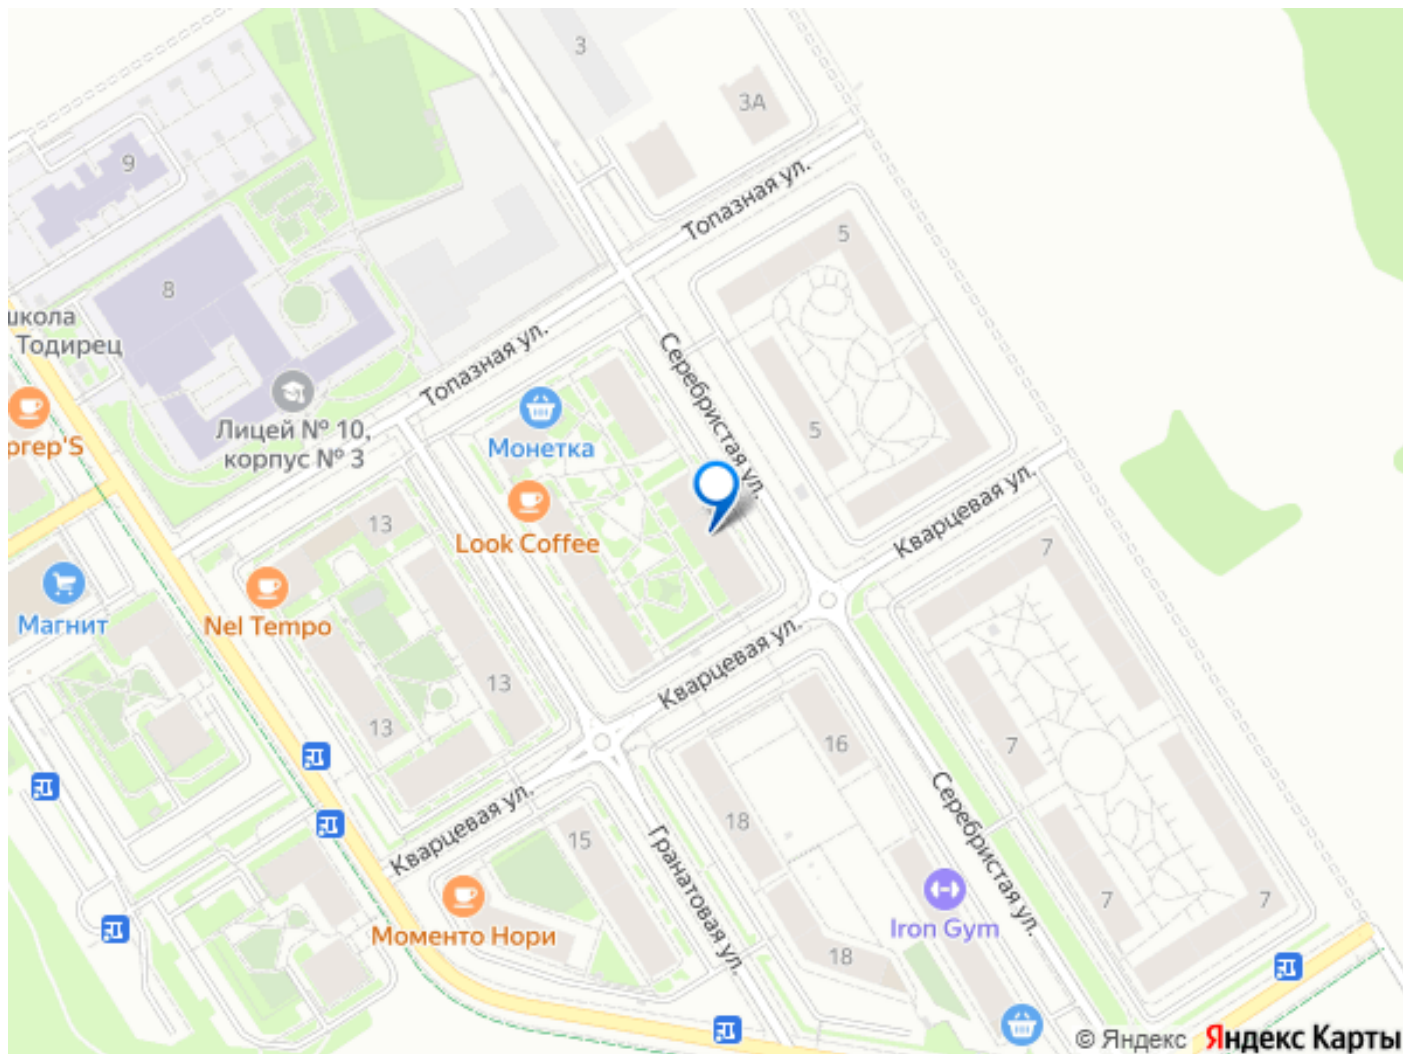 3
3А
9
Топазная ул.
5
8
школа
Тодирец
Топазная ул.
Серебристая ул.
Лицей № 10,
корпус № 3
Монетка
5
орер'S
Look Coffee
13
Кварцевая ул.
7
Магнит
Nel Tempo
13
13
Кварцевая ул.
16
7
Кварцевая ул.
15
18
Гранатовая ул.
Серебристая ул.
Моменто Нори
Iron Gym
7
7
18
© Яндекс Яндекс Карты